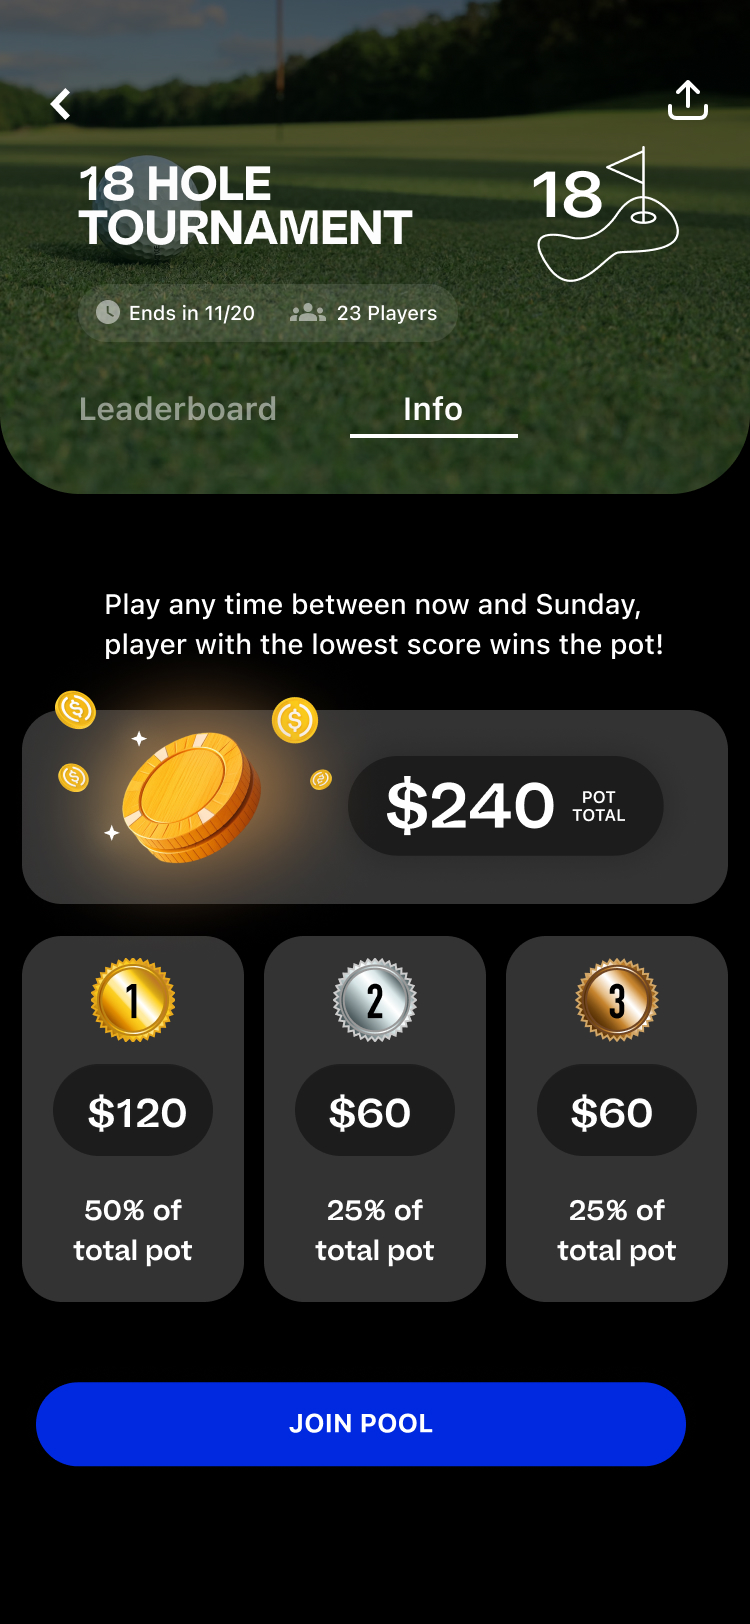 18 HOLE
TOURNAMENT
18
Ends in 11/20
23 Players
Leaderboard
Info
Play any time between now and Sunday,
player with the lowest score wins the pot!
$240
POT
TOTAL
1
2
3
$120
$60
$60
50% of
total pot
25% of
total pot
25% of
total pot
JOIN POOL